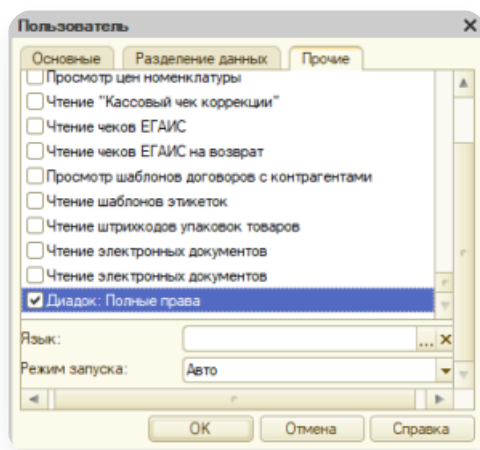 Пользователь
Основные Разделение данных Прочие
Просмотр цен номенклатуры
Чтение "Кассовый чек коррекции"
Чтение чеков ЕГАИС
Чтение чеков ЕГАИС на возврат
Просмотр шаблонов договоров с контрагентами
Чтение шаблонов этикеток
Чтение штрихкодов упаковок товаров
Чтение электронных документов
Чтение электронных документов
Диадок: Полные права
Язык: ...
Режим запуска: Авто
OK Отмена Справка